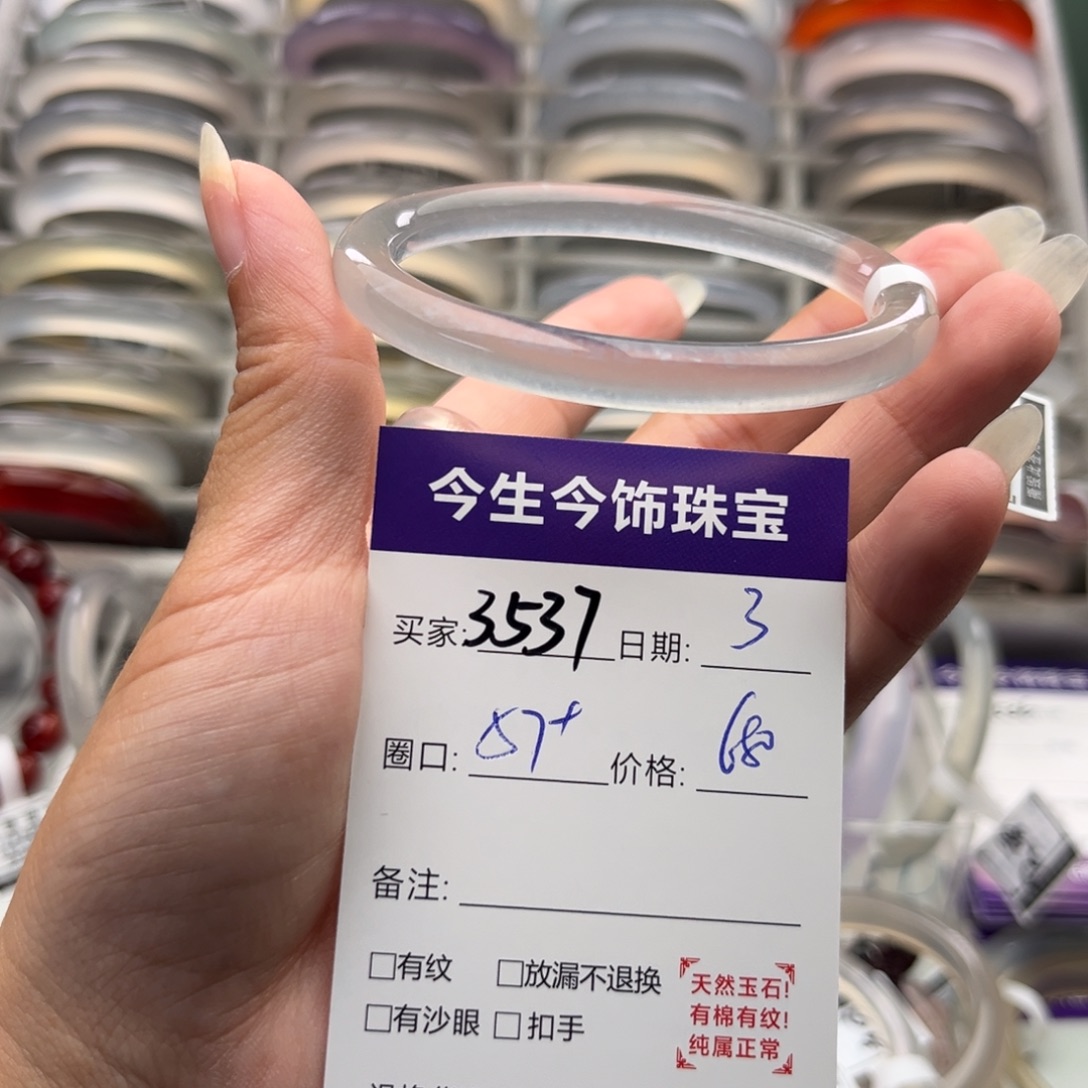 今生今饰珠宝
买家: 3537 日期: 3
圈口: 57+ 价格: 68
备注:
□有纹 □放漏不退换
□有沙眼 □扣手
天然玉石!
有棉有纹!
纯属正常